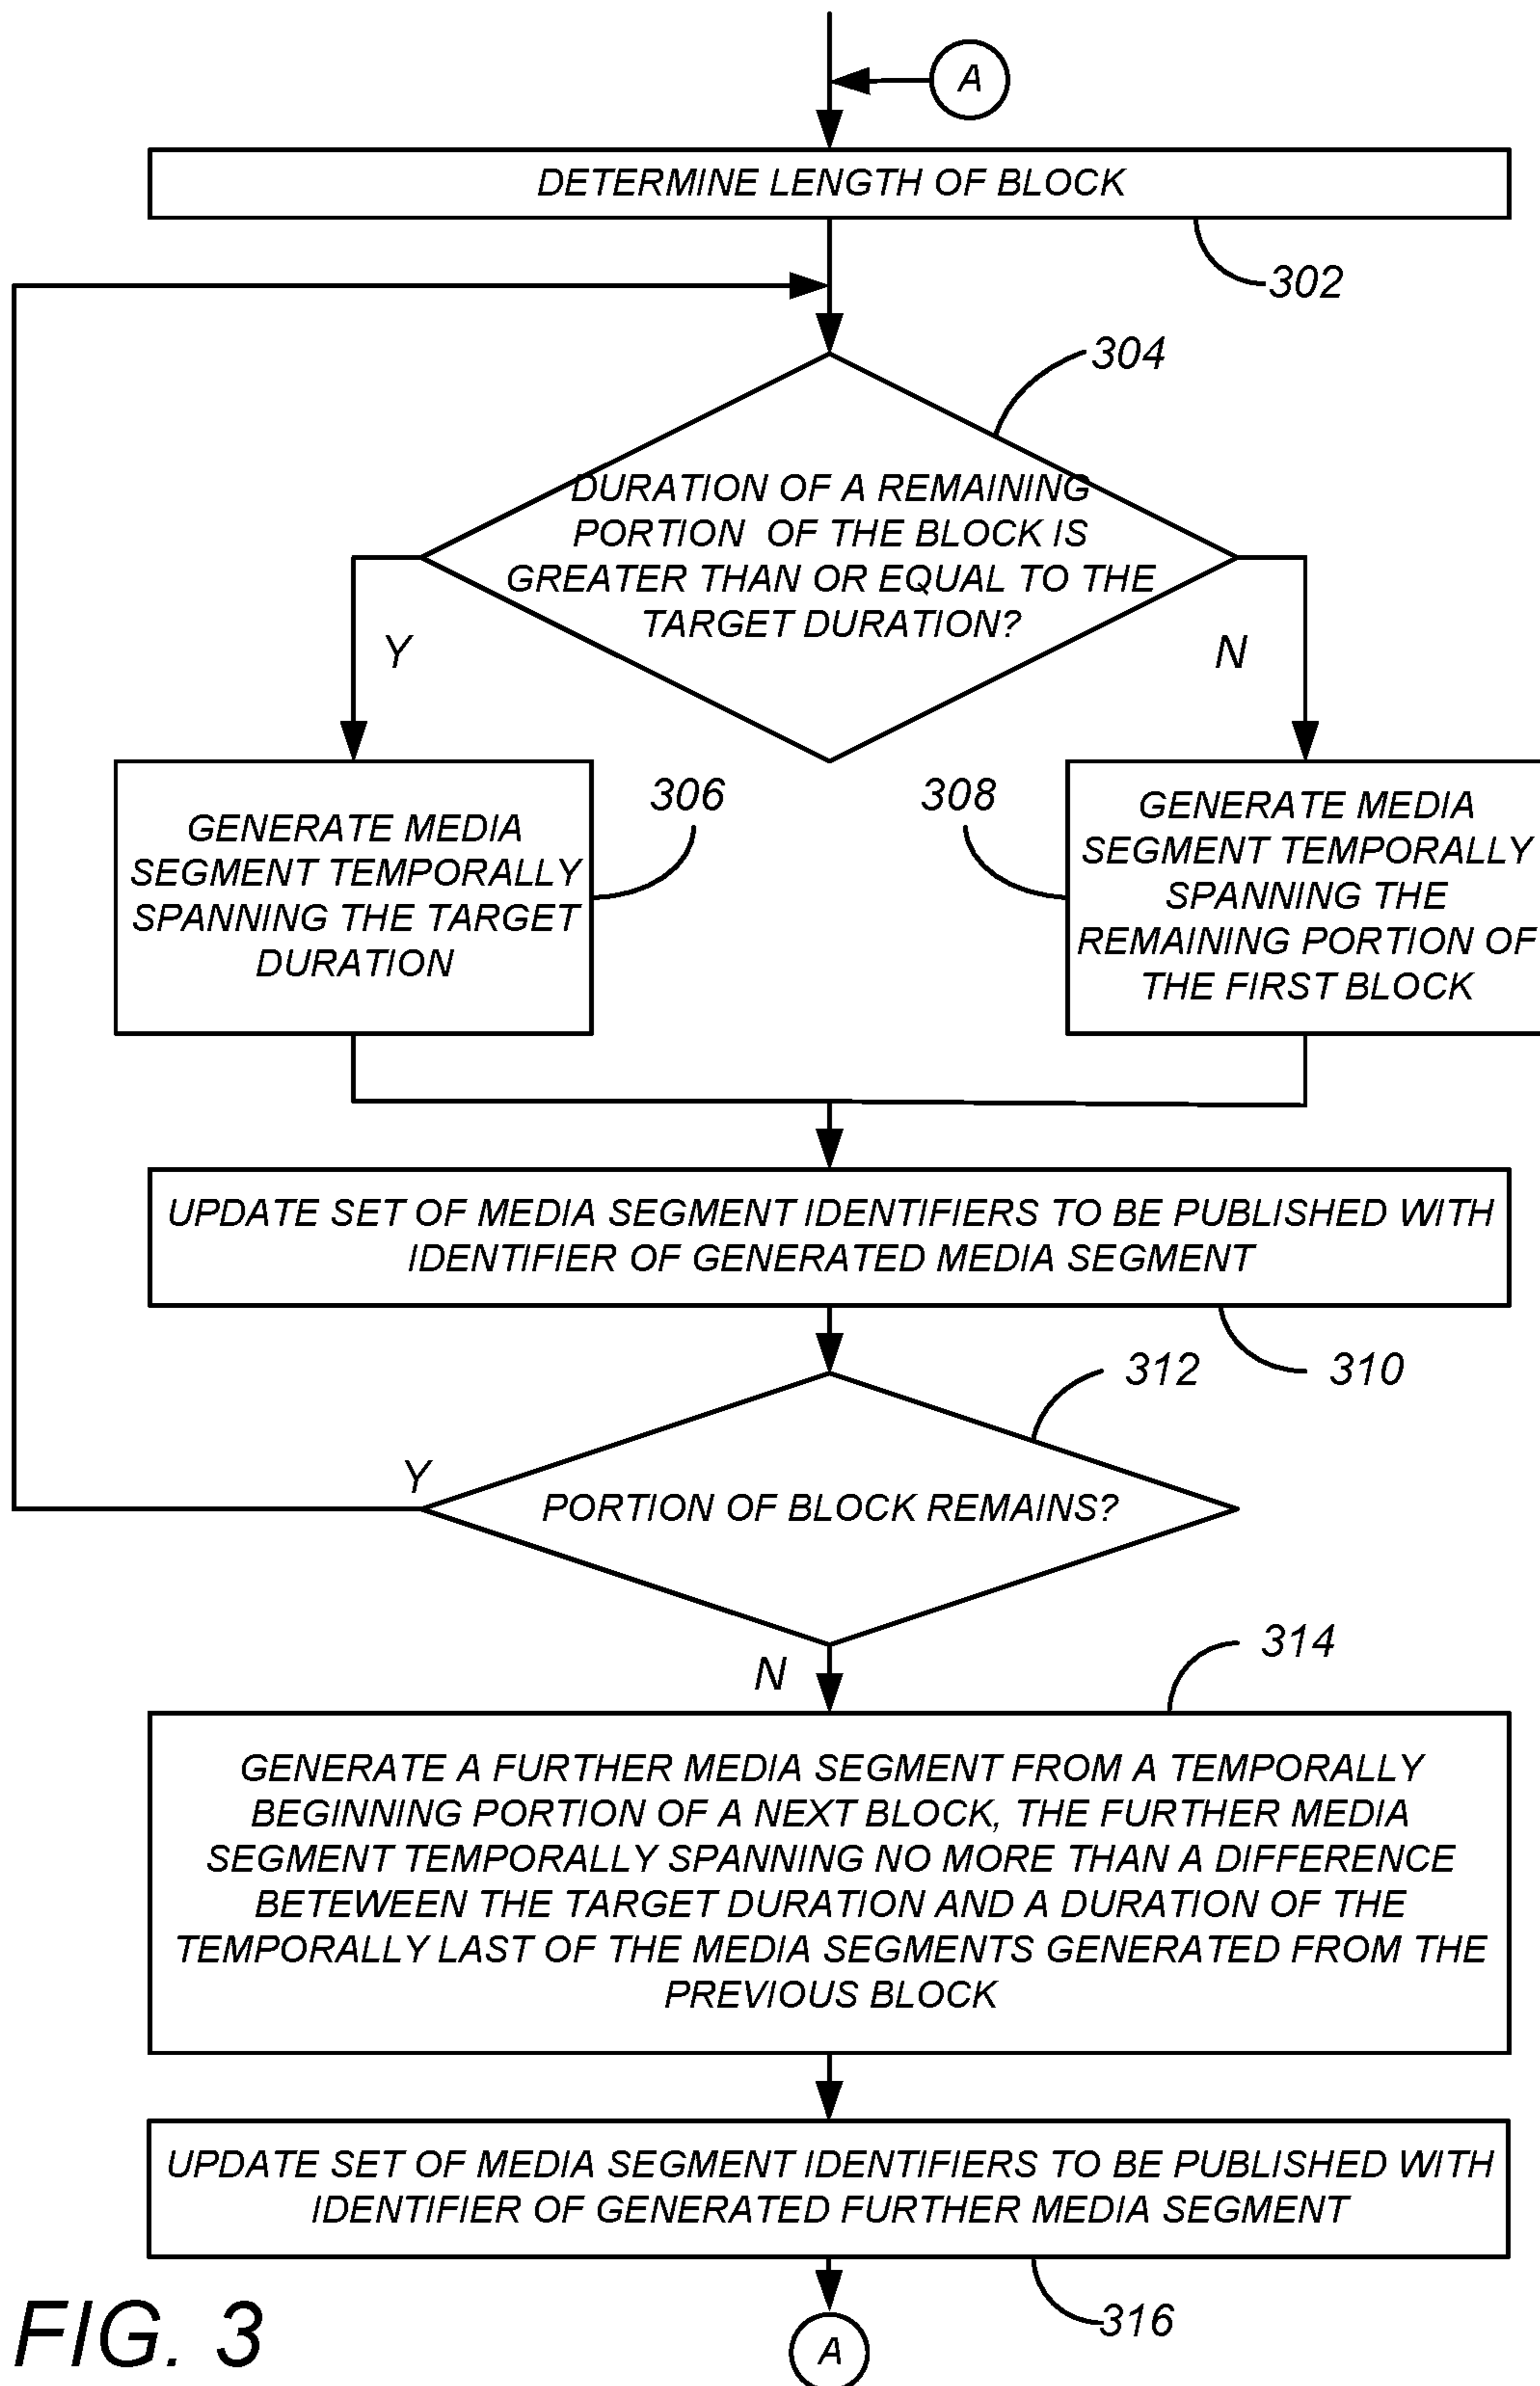 A
DETERMINE LENGTH OF BLOCK
302
304
DURATION OF A REMAINING
PORTION OF THE BLOCK IS
GREATER THAN OR EQUAL TO THE
TARGET DURATION?
Y
N
306
308
GENERATE MEDIA
SEGMENT TEMPORALLY
SPANNING THE TARGET
DURATION
GENERATE MEDIA
SEGMENT TEMPORALLY
SPANNING THE
REMAINING PORTION OF
THE FIRST BLOCK
UPDATE SET OF MEDIA SEGMENT IDENTIFIERS TO BE PUBLISHED WITH
IDENTIFIER OF GENERATED MEDIA SEGMENT
310
312
Y
PORTION OF BLOCK REMAINS?
N
314
GENERATE A FURTHER MEDIA SEGMENT FROM A TEMPORALLY
BEGINNING PORTION OF A NEXT BLOCK, THE FURTHER MEDIA
SEGMENT TEMPORALLY SPANNING NO MORE THAN A DIFFERENCE
BETEWEEN THE TARGET DURATION AND A DURATION OF THE
TEMPORALLY LAST OF THE MEDIA SEGMENTS GENERATED FROM THE
PREVIOUS BLOCK
UPDATE SET OF MEDIA SEGMENT IDENTIFIERS TO BE PUBLISHED WITH
IDENTIFIER OF GENERATED FURTHER MEDIA SEGMENT
316
A
FIG. 3